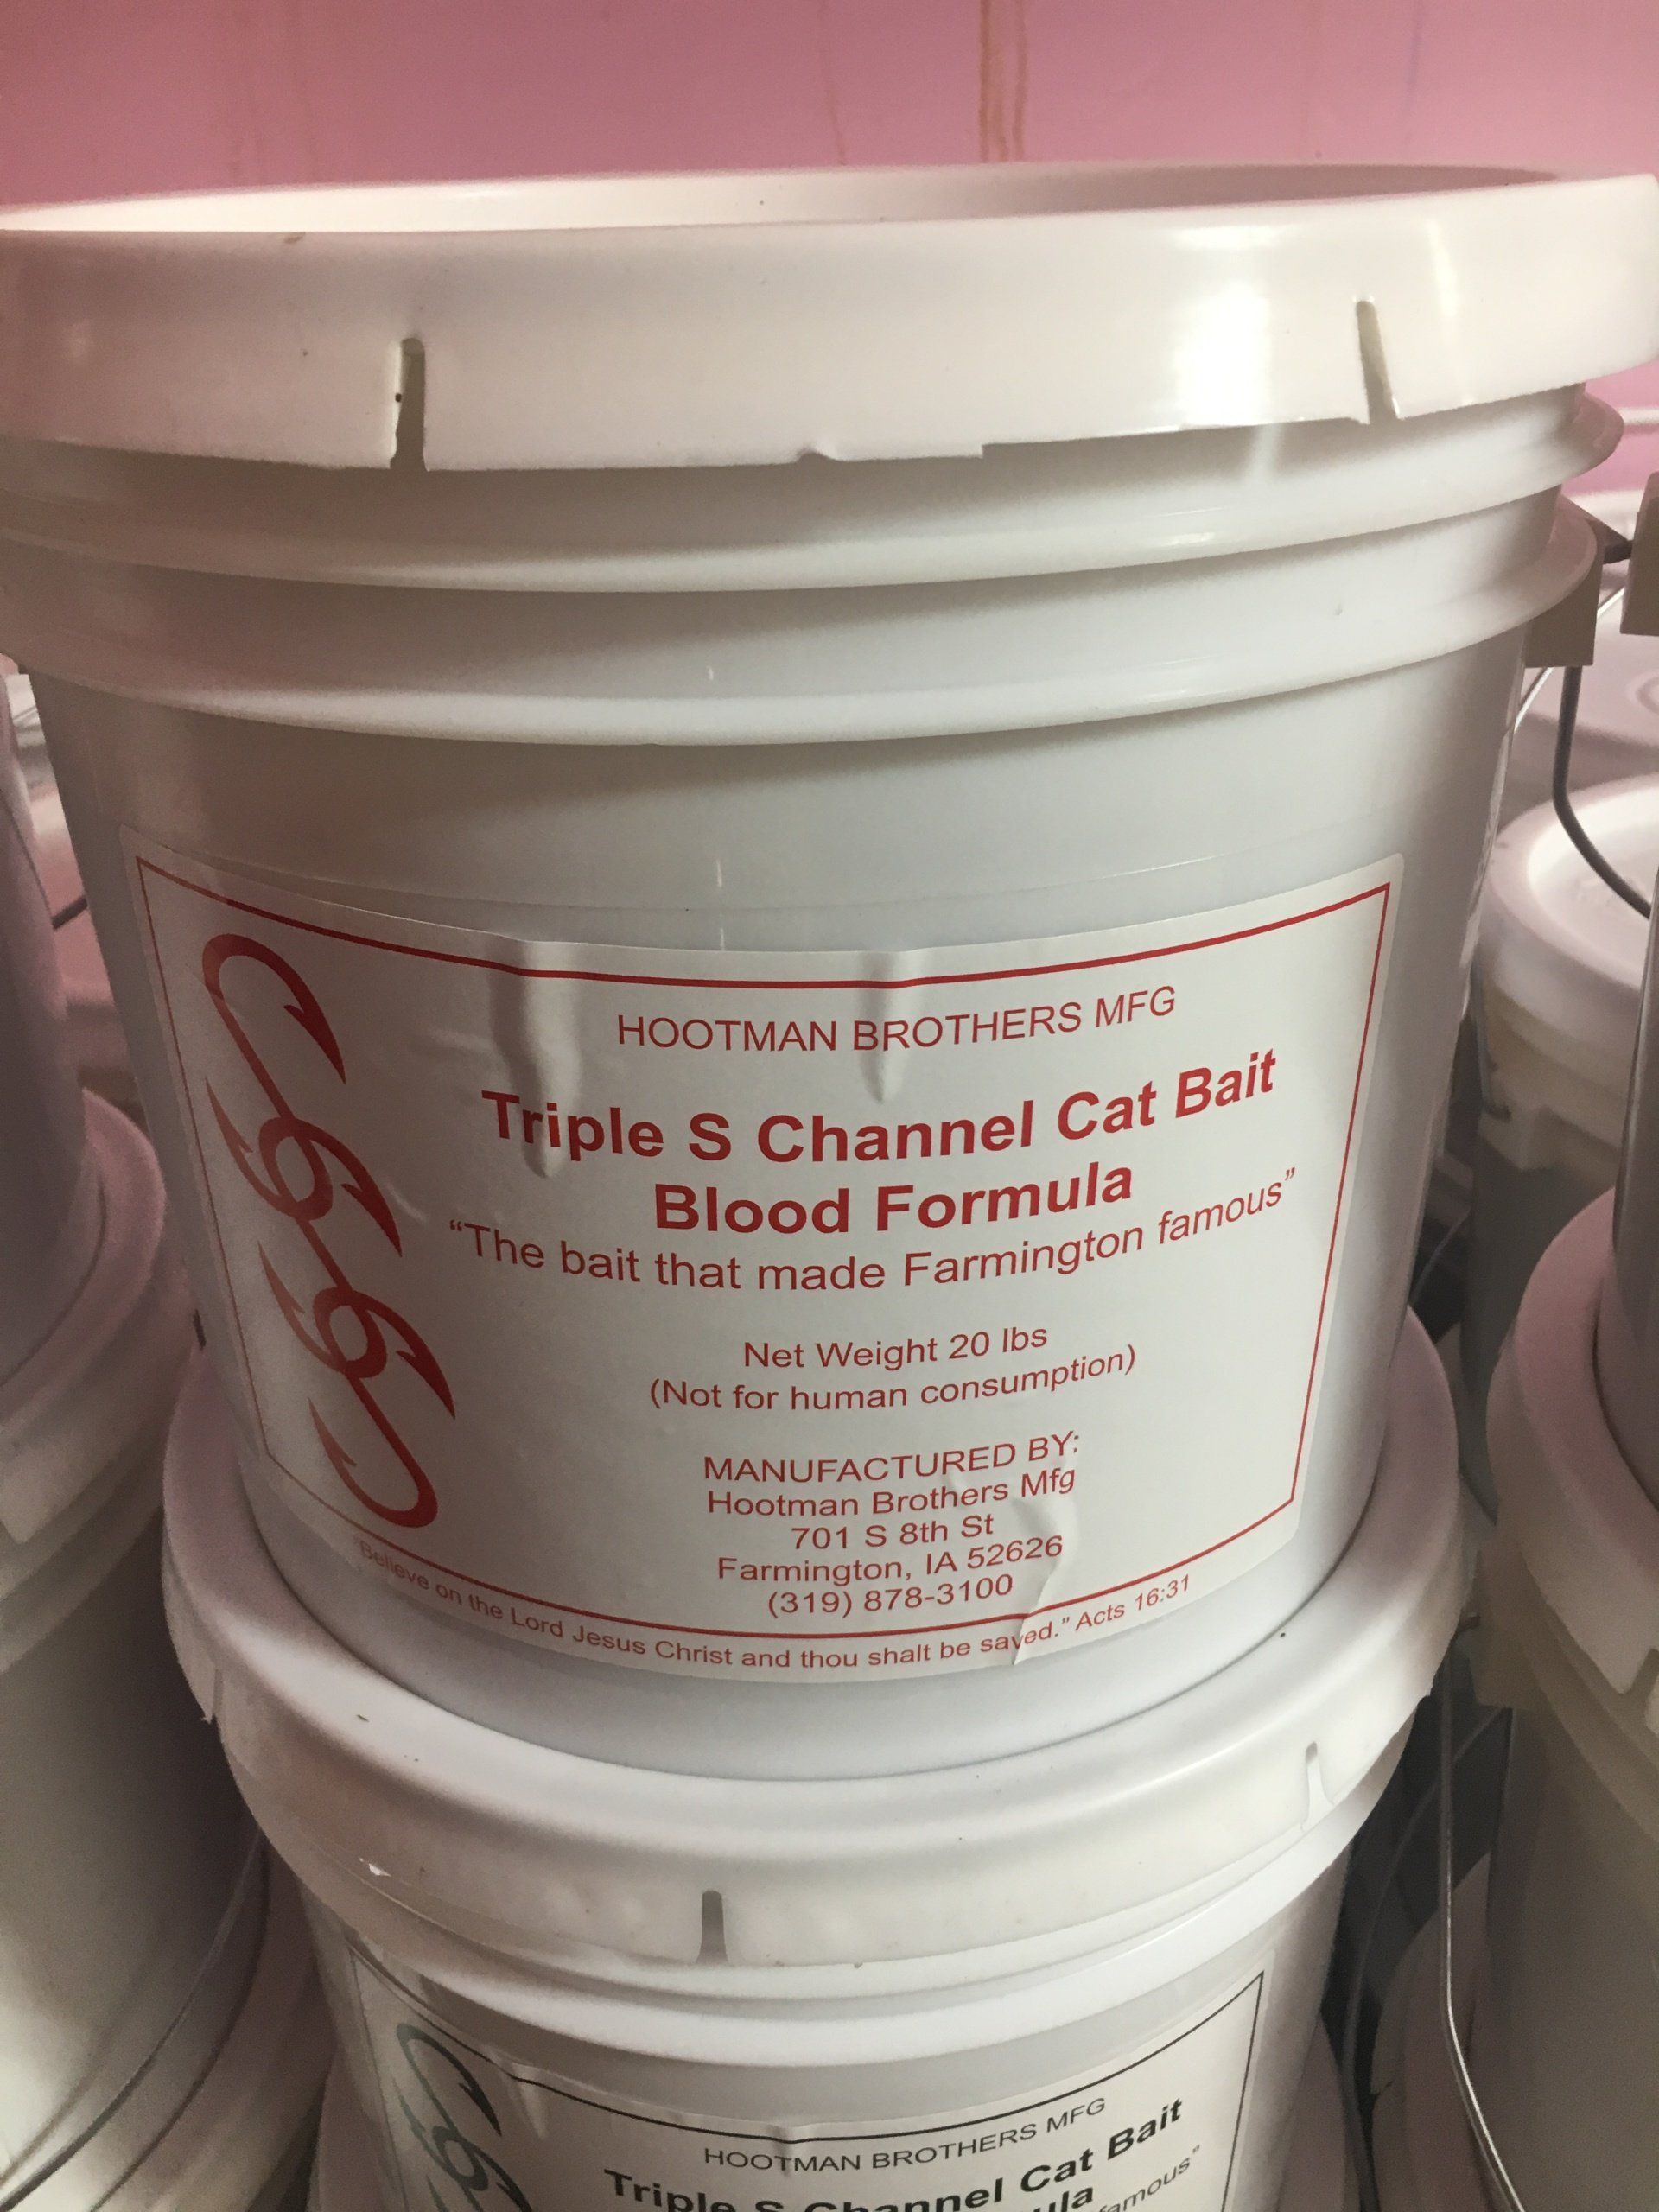 HOOTMAN BROTHERS MFG
Triple S Channel Cat Bait
Blood Formula
“The bait that made Farmington famous”
Net Weight 20 lbs
(Not for human consumption)
MANUFACTURED BY:
Hootman Brothers Mfg
701 S 8th St
Farmington, IA 52626
(319) 878-3100
"Believe on the Lord Jesus Christ and thou shalt be saved." Acts 16:31
HOOTMAN BROTHERS MFG
Triple S Channel Cat Bait
famous”